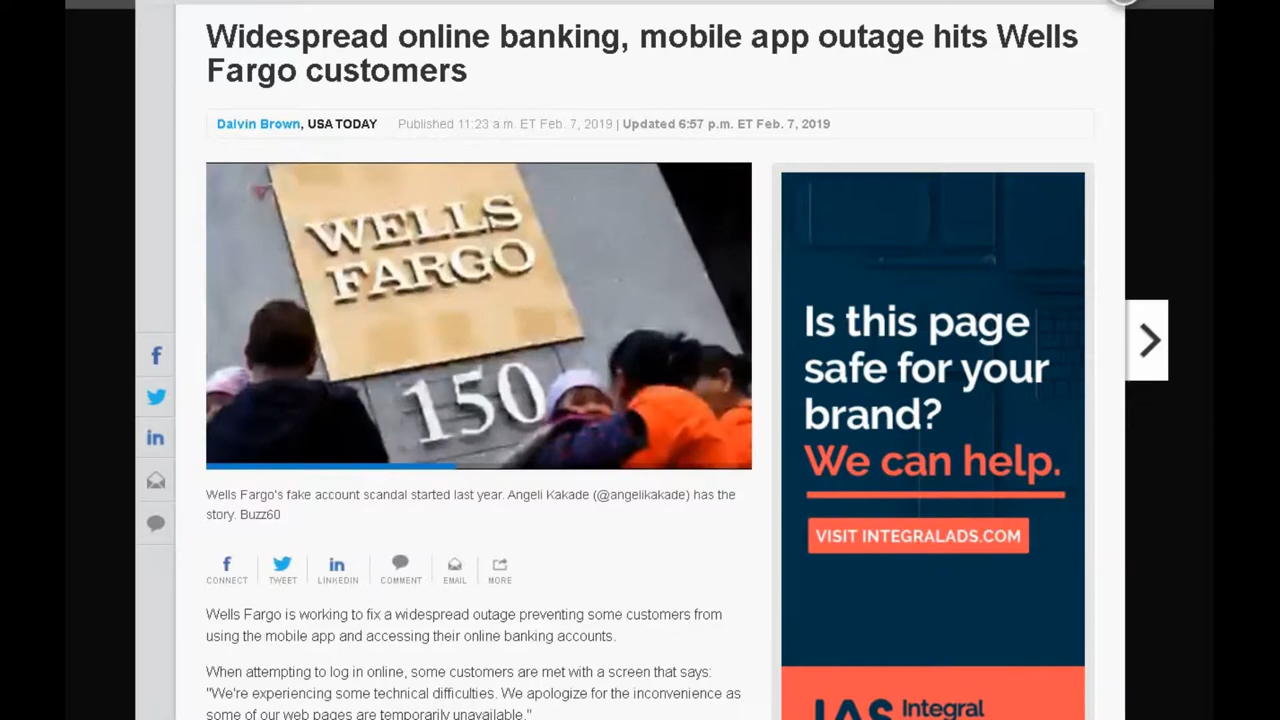 Widespread online banking, mobile app outage hits Wells
Fargo customers
Dalvin Brown, USA TODAY Published 11:23 a.m. ET Feb. 7, 2019 | Updated 6:57 p.m. ET Feb. 7, 2019
WELLS
FARGO
150
Wells Fargo's fake account scandal started last year. Angeli Kakade (@angelikakade) has the
story. Buzz60
CONNECT TWEET LINKEDIN COMMENT EMAIL MORE
Wells Fargo is working to fix a widespread outage preventing some customers from
using the mobile app and accessing their online banking accounts.
When attempting to log in online, some customers are met with a screen that says:
"We're experiencing some technical difficulties. We apologize for the inconvenience as
some of our web pages are temporarily unavailable."
Is this page
safe for your
brand?
We can help.
VISIT INTEGRALADS.COM
IAS Integral